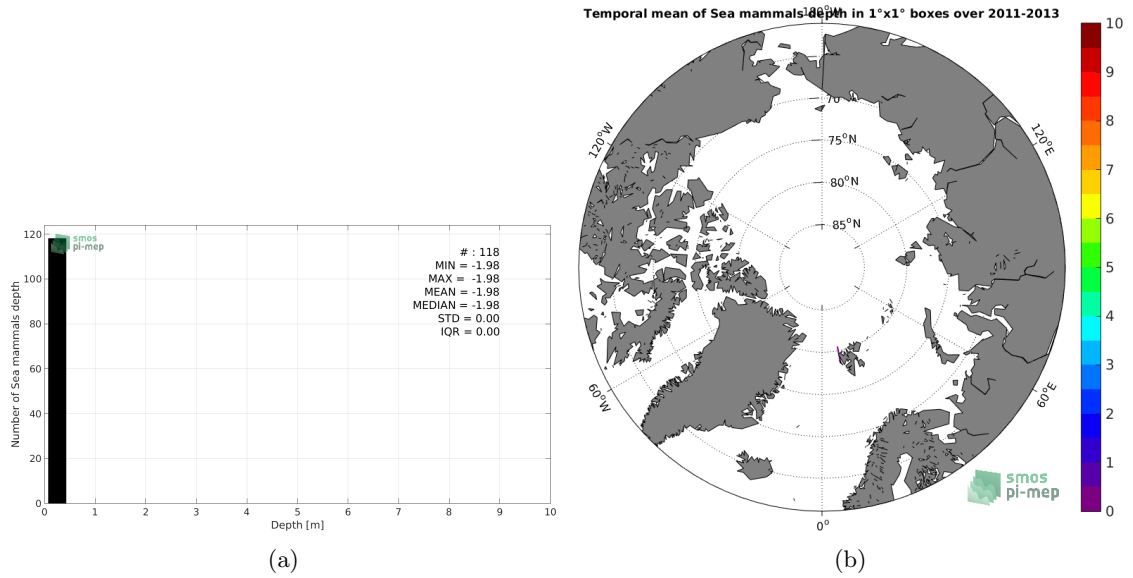 Temporal mean of Sea mammals depth in 1°x1° boxes over 2011-2013
120°W
120°E
60°W
60°E
0°
70
75°N
80°N
85°N
10
9
8
7
6
5
4
3
2
1
0
smos
pi-mep
120
100
80
60
40
20
0
Number of Sea mammals depth
smos
pi-mep
# : 118
MIN = -1.98
MAX = -1.98
MEAN = -1.98
MEDIAN = -1.98
STD = 0.00
IQR = 0.00
0 1 2 3 4 5 6 7 8 9 10
Depth [m]
(a)
(b)